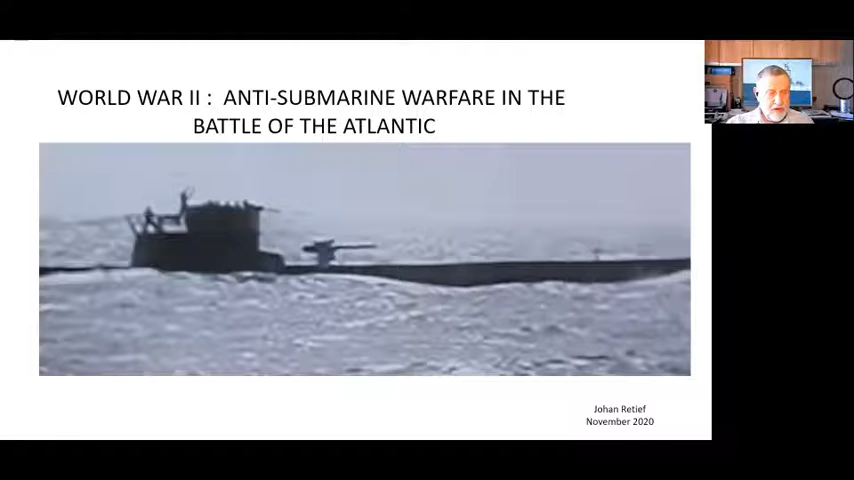 WORLD WAR II : ANTI-SUBMARINE WARFARE IN THE
BATTLE OF THE ATLANTIC
Johan Retief
November 2020